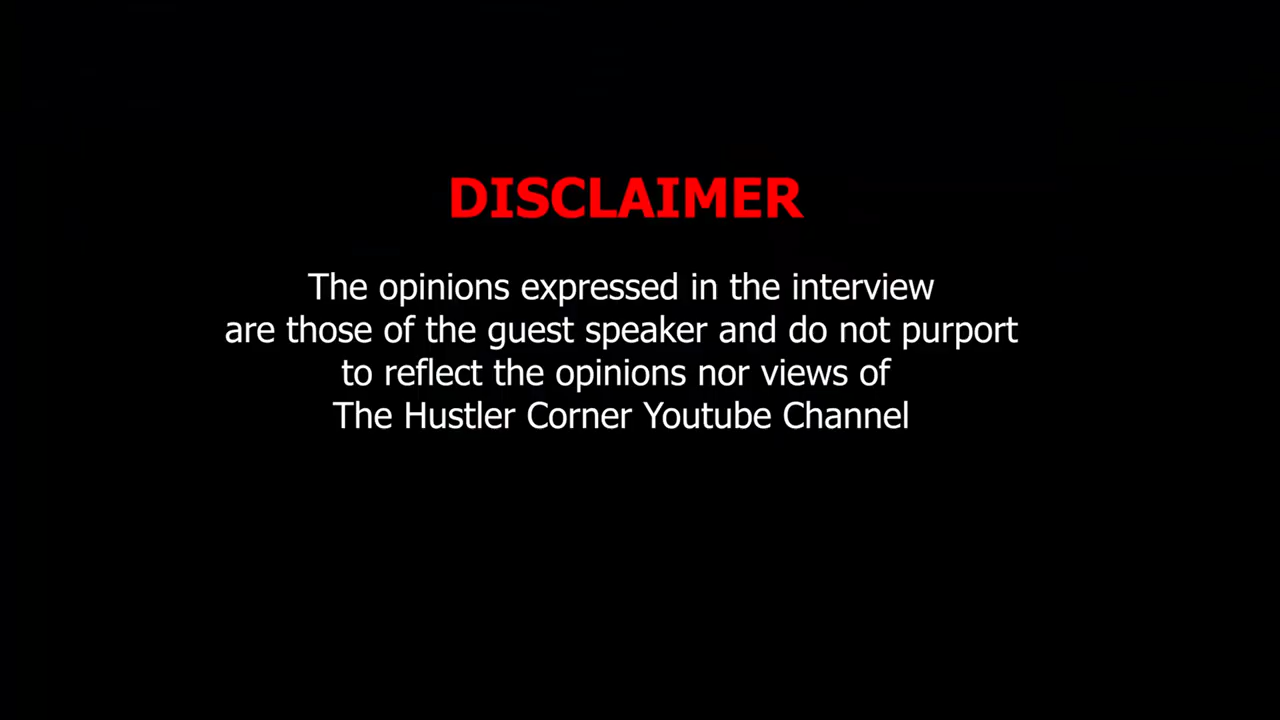 DISCLAIMER
The opinions expressed in the interview
are those of the guest speaker and do not purport
to reflect the opinions nor views of
The Hustler Corner Youtube Channel